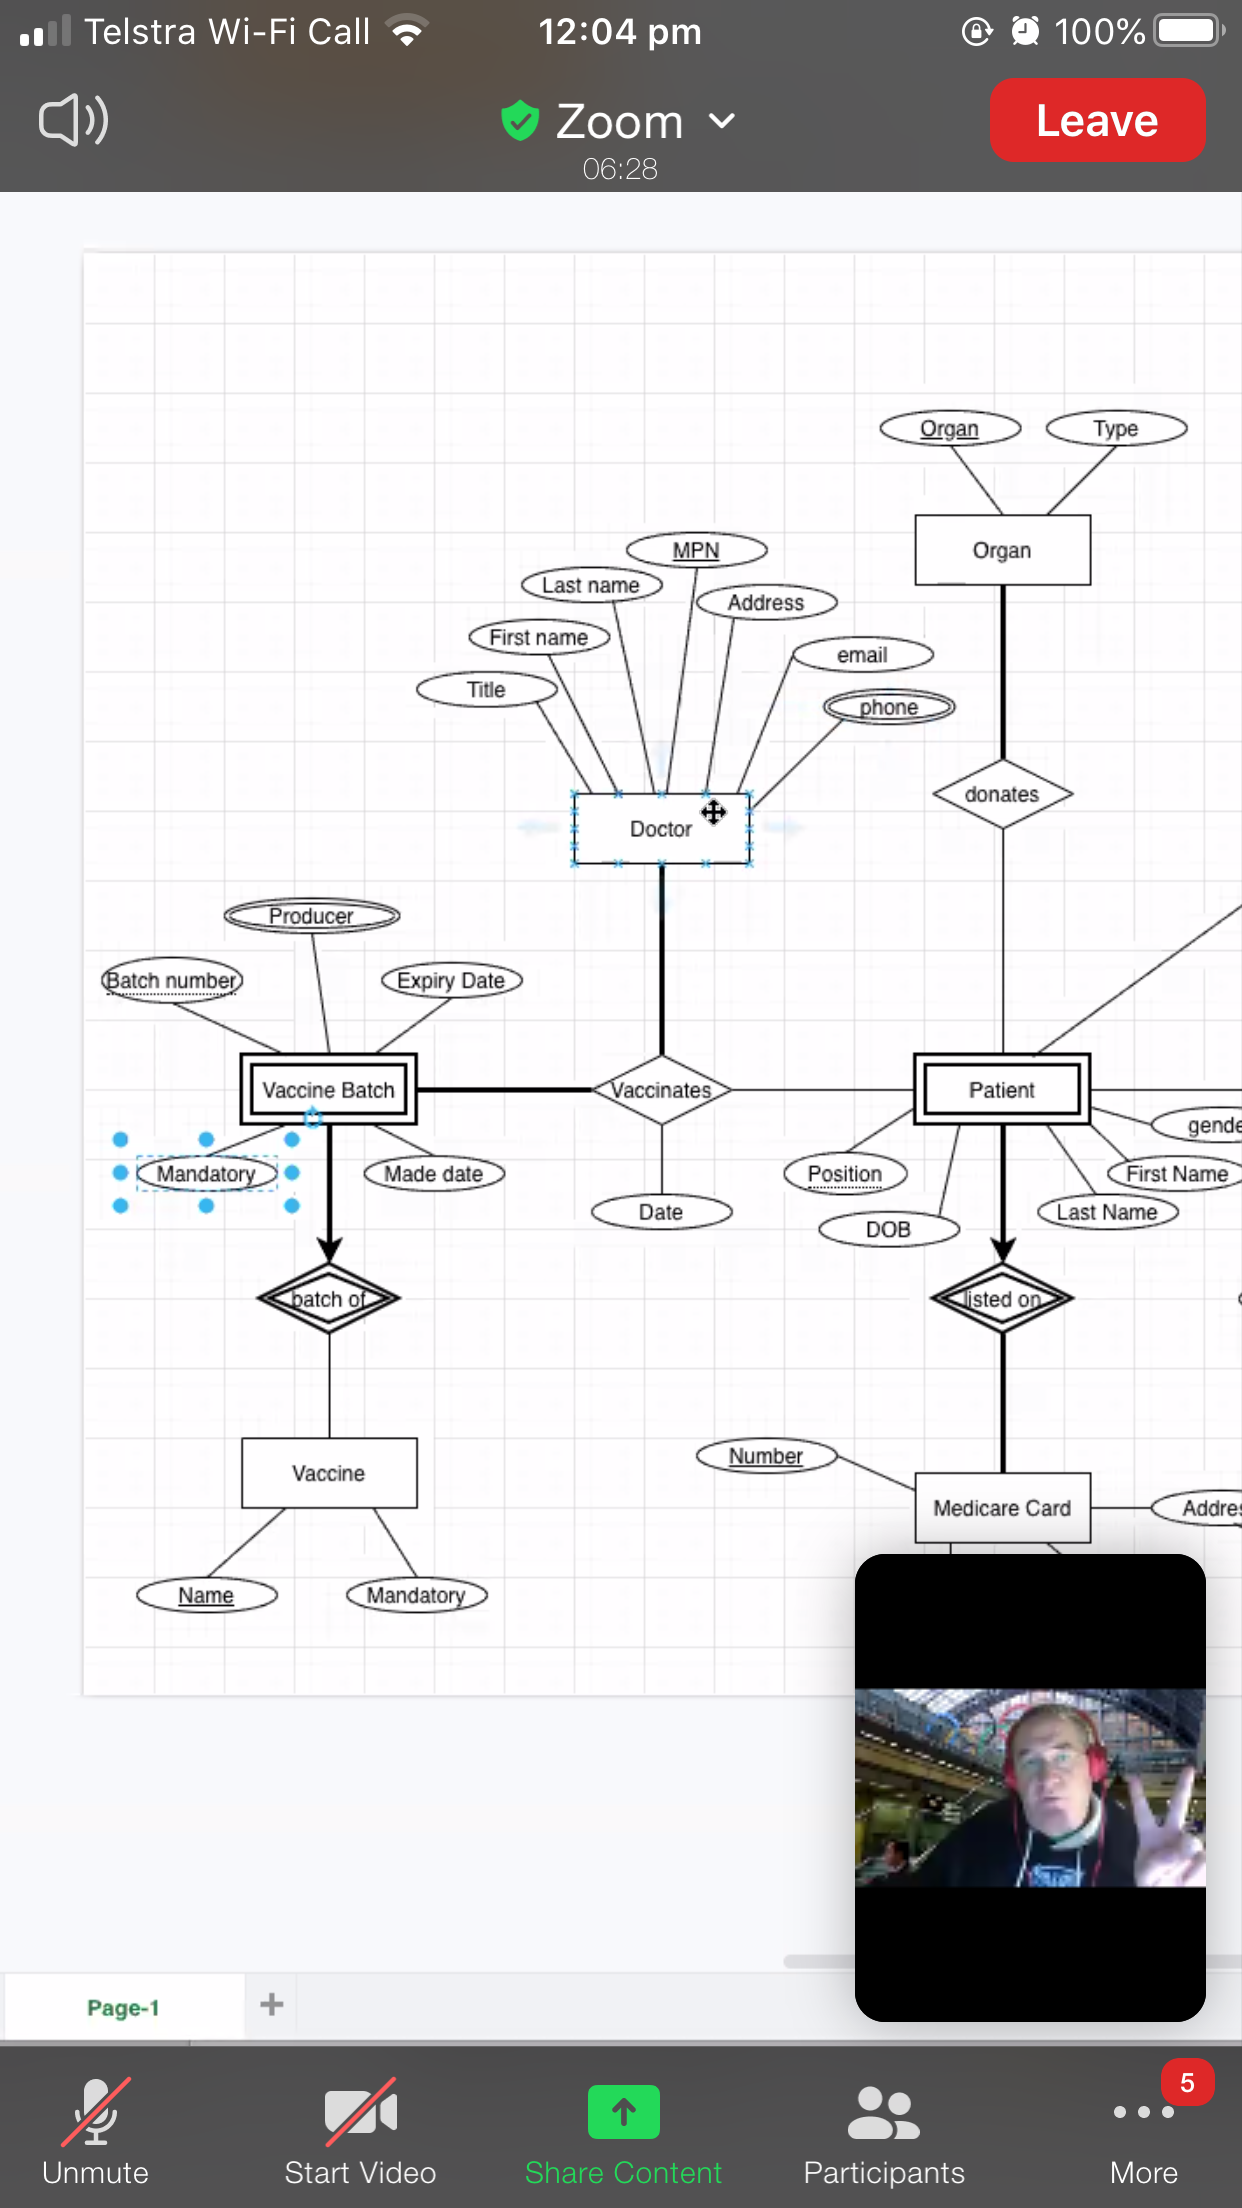 Telstra Wi-Fi Call 12:04 pm 100%
Zoom Leave
06:28
Organ Type
MPN Organ
Last name Address
First name email
Title phone
donates
Doctor
Producer
Batch number Expiry Date
Vaccine Batch Vaccinates Patient
gende
Mandatory Made date Position First Name
Date DOB Last Name
batch of listed on
Number
Vaccine Medicare Card Addres
Name Mandatory
Page-1
5
Unmute Start Video Share Content Participants More